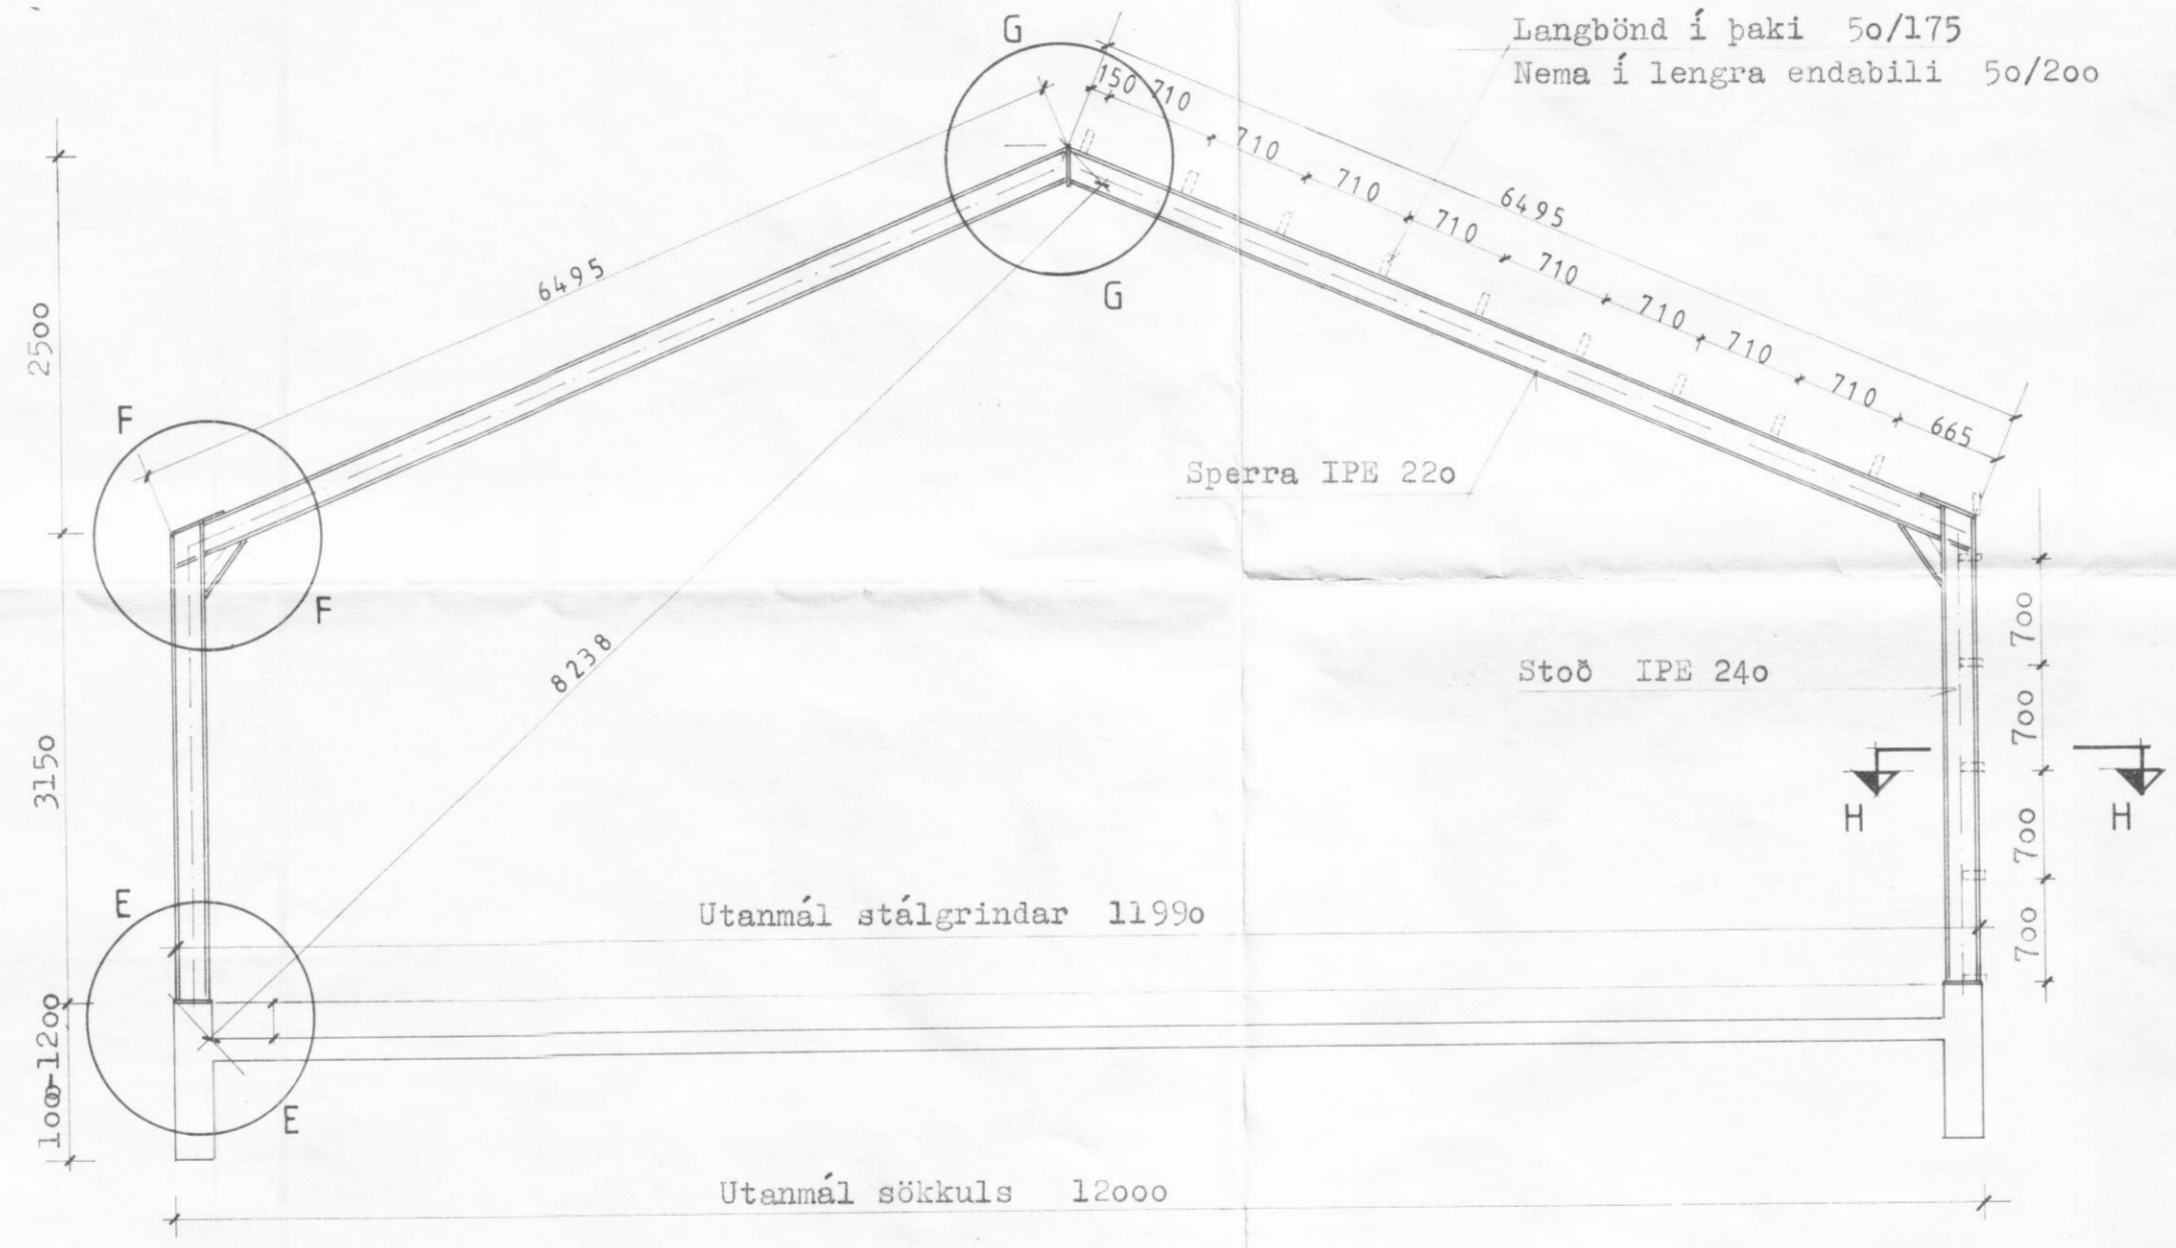 G
Langbönd í þaki 5o/175
Nema í lengra endabili 5o/2oo
150
710
710
710
710
710
710
710
710
665
6495
6495
G
F
F
25oo
Sperra IPE 22o
8238
Stoð IPE 24o
7oo
7oo
7oo
7oo
H
H
315o
E
E
Utanmál stálgrindar 1199o
1ooo-12oo
Utanmál sökkuls 12ooo